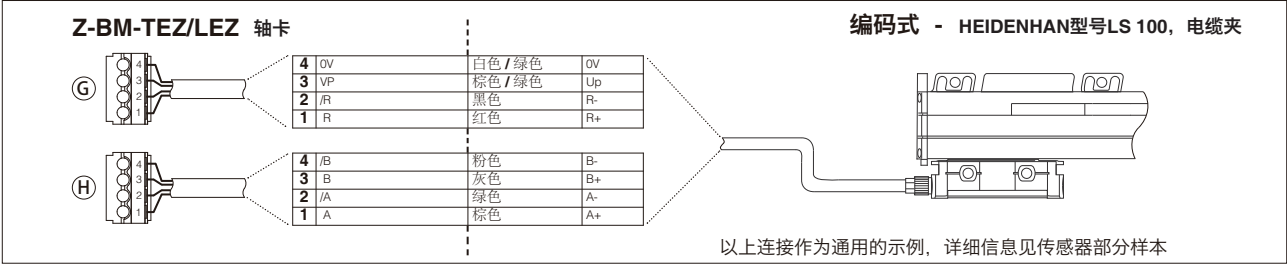 Z-BM-TEZ/LEZ 轴卡
编码式 - HEIDENHAN型号LS 100，电缆夹
G
4
3
2
1
4 0V 白色 / 绿色 0V
3 VP 棕色 / 绿色 Up
2 /R 黑色 R-
1 R 红色 R+
H
4
3
2
1
4 /B 粉色 B-
3 B 灰色 B+
2 /A 绿色 A-
1 A 棕色 A+
以上连接作为通用的示例，详细信息见传感器部分样本